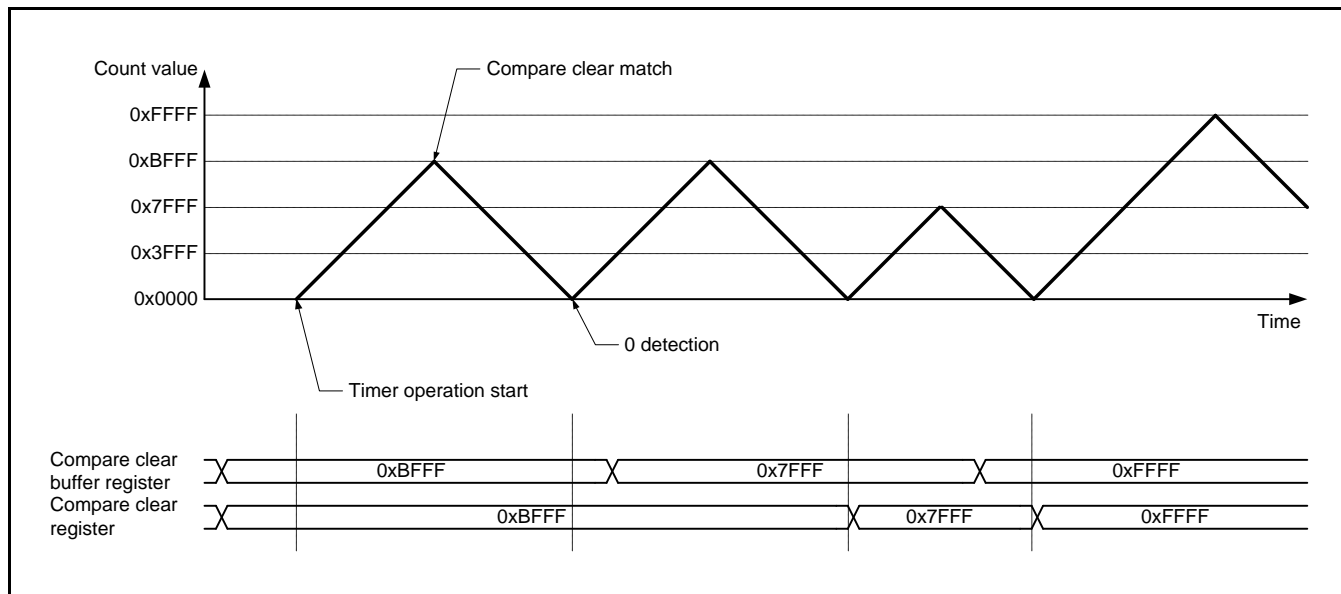 Count value
Compare clear match
0xFFFF
0xBFFF
0x7FFF
0x3FFF
0x0000
Time
0 detection
Timer operation start
Compare clear
buffer register
0xBFFF
0x7FFF
0xFFFF
Compare clear
register
0xBFFF
0x7FFF
0xFFFF